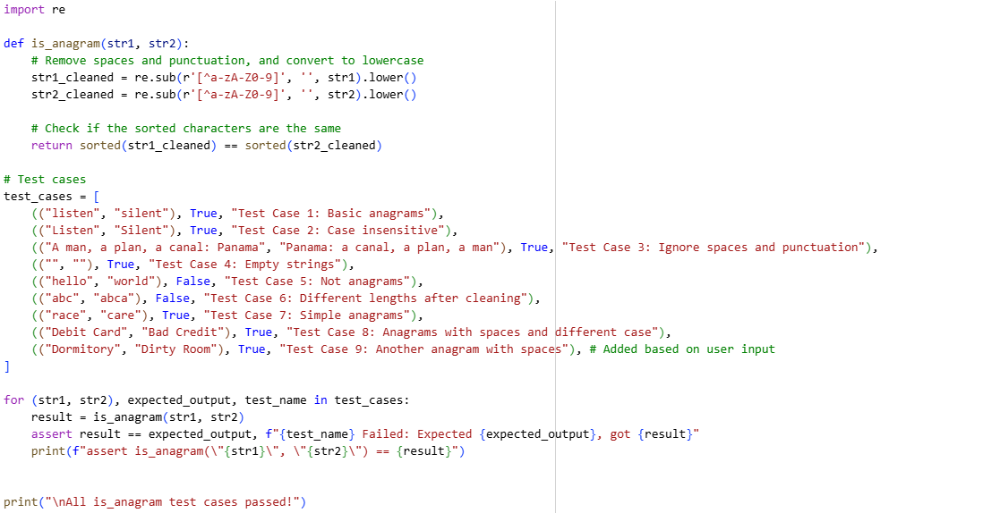 import re

def is_anagram(str1, str2):
    # Remove spaces and punctuation, and convert to lowercase
    str1_cleaned = re.sub(r'[^a-zA-Z0-9]', '', str1).lower()
    str2_cleaned = re.sub(r'[^a-zA-Z0-9]', '', str2).lower()

    # Check if the sorted characters are the same
    return sorted(str1_cleaned) == sorted(str2_cleaned)

# Test cases
test_cases = [
    (("listen", "silent"), True, "Test Case 1: Basic anagrams"),
    (("Listen", "Silent"), True, "Test Case 2: Case insensitive"),
    (("A man, a plan, a canal: Panama", "Panama: a canal, a plan, a man"), True, "Test Case 3: Ignore spaces and punctuation"),
    (("", ""), True, "Test Case 4: Empty strings"),
    (("hello", "world"), False, "Test Case 5: Not anagrams"),
    (("abc", "abca"), False, "Test Case 6: Different lengths after cleaning"),
    (("race", "care"), True, "Test Case 7: Simple anagrams"),
    (("Debit Card", "Bad Credit"), True, "Test Case 8: Anagrams with spaces and different case"),
    (("Dormitory", "Dirty Room"), True, "Test Case 9: Another anagram with spaces"), # Added based on user input
]

for (str1, str2), expected_output, test_name in test_cases:
    result = is_anagram(str1, str2)
    assert result == expected_output, f"{test_name} Failed: Expected {expected_output}, got {result}"
    print(f"assert is_anagram(\"{str1}\", \"{str2}\") == {result}")


print("\nAll is_anagram test cases passed!")